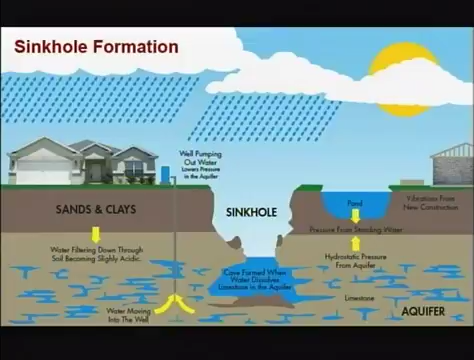 Sinkhole Formation
Well Pumping
Out Water
Lowers Pressure
in the Aquifer
SANDS & CLAYS
SINKHOLE
Pond
Vibrations From
New Construction
Pressure From Standing Water
Water Filtering Down Through
Soil Becoming Slighly Acidic.
Hydrostatic Pressure
From Aquifer
Cave Formed When
Water Dissolves
Limestone in the Aquifer
Limestone
Water Moving
Into The Well
AQUIFER